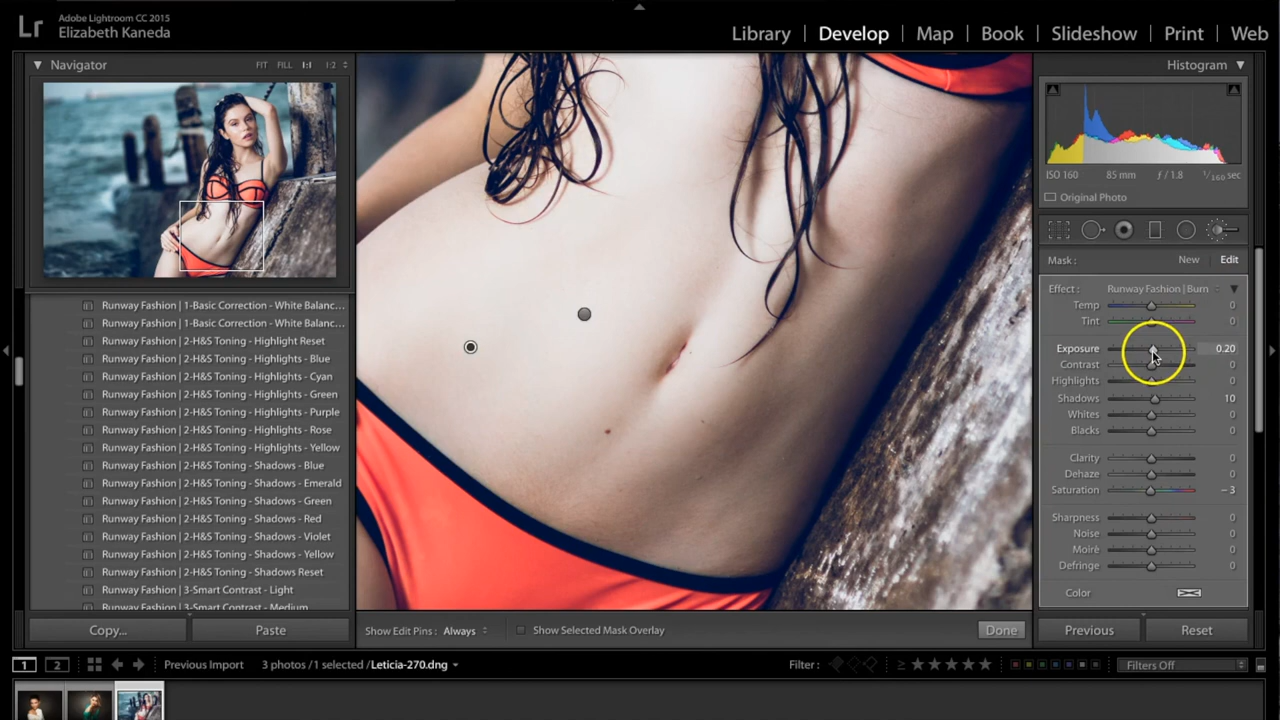 Lr
Adobe Lightroom CC 2015
Elizabeth Kaneda
Library | Develop | Map | Book | Slideshow | Print | Web
Navigator FIT FILL 1:1 1:2
Runway Fashion | 1-Basic Correction - White Balanc...
Runway Fashion | 1-Basic Correction - White Balanc...
Runway Fashion | 2-H&S Toning - Highlight Reset
Runway Fashion | 2-H&S Toning - Highlights - Blue
Runway Fashion | 2-H&S Toning - Highlights - Cyan
Runway Fashion | 2-H&S Toning - Highlights - Green
Runway Fashion | 2-H&S Toning - Highlights - Purple
Runway Fashion | 2-H&S Toning - Highlights - Rose
Runway Fashion | 2-H&S Toning - Highlights - Yellow
Runway Fashion | 2-H&S Toning - Shadows - Blue
Runway Fashion | 2-H&S Toning - Shadows - Emerald
Runway Fashion | 2-H&S Toning - Shadows - Green
Runway Fashion | 2-H&S Toning - Shadows - Red
Runway Fashion | 2-H&S Toning - Shadows - Violet
Runway Fashion | 2-H&S Toning - Shadows - Yellow
Runway Fashion | 2-H&S Toning - Shadows Reset
Runway Fashion | 3-Smart Contrast - Light
Runway Fashion | 3-Smart Contrast - Medium
Copy... Paste
Show Edit Pins : Always Show Selected Mask Overlay Done
Histogram
ISO 160 85 mm ƒ / 1.8 1/160 sec
Original Photo
Mask : New Edit
Effect : Runway Fashion | Burn
Temp 0
Tint 0
Exposure 0.20
Contrast 0
Highlights 0
Shadows 10
Whites 0
Blacks 0
Clarity 0
Dehaze 0
Saturation – 3
Sharpness 0
Noise 0
Moiré 0
Defringe 0
Color
Previous Reset
1 2 Previous Import 3 photos / 1 selected / Leticia-270.dng Filter : ≥ ★★★★★ Filters Off